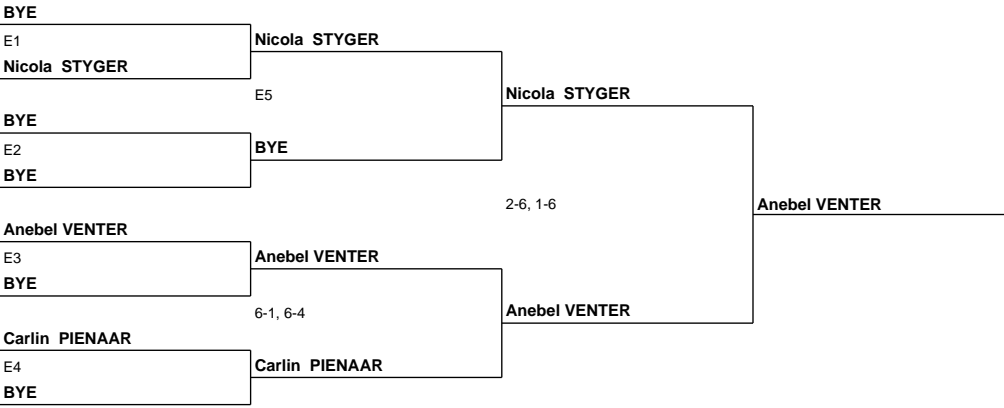 BYE
E1
Nicola STYGER
Nicola STYGER
E5
Nicola STYGER
BYE
E2
BYE
BYE
2-6, 1-6
Anebel VENTER
Anebel VENTER
E3
Anebel VENTER
BYE
6-1, 6-4
Anebel VENTER
Carlin PIENAAR
E4
Carlin PIENAAR
BYE